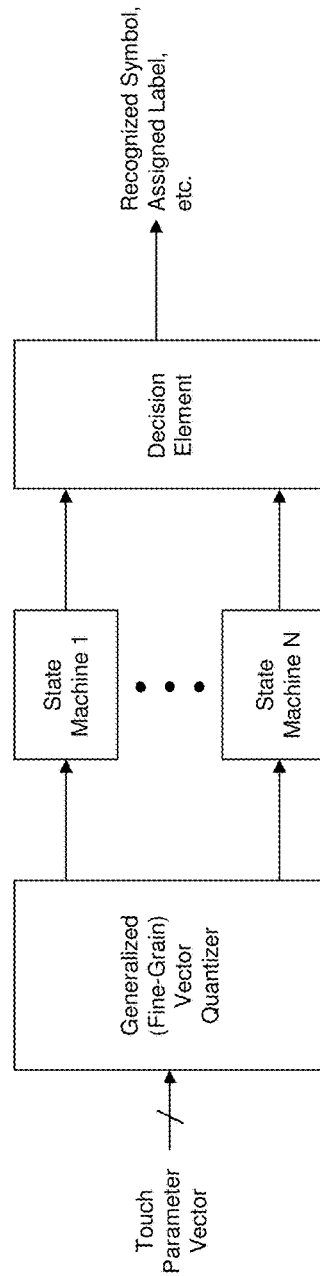 Touch
Parameter
Vector
Generalized
(Fine-Grain)
Vector
Quantizer
State
Machine 1
State
Machine N
Decision
Element
Recognized Symbol,
Assigned Label,
etc.